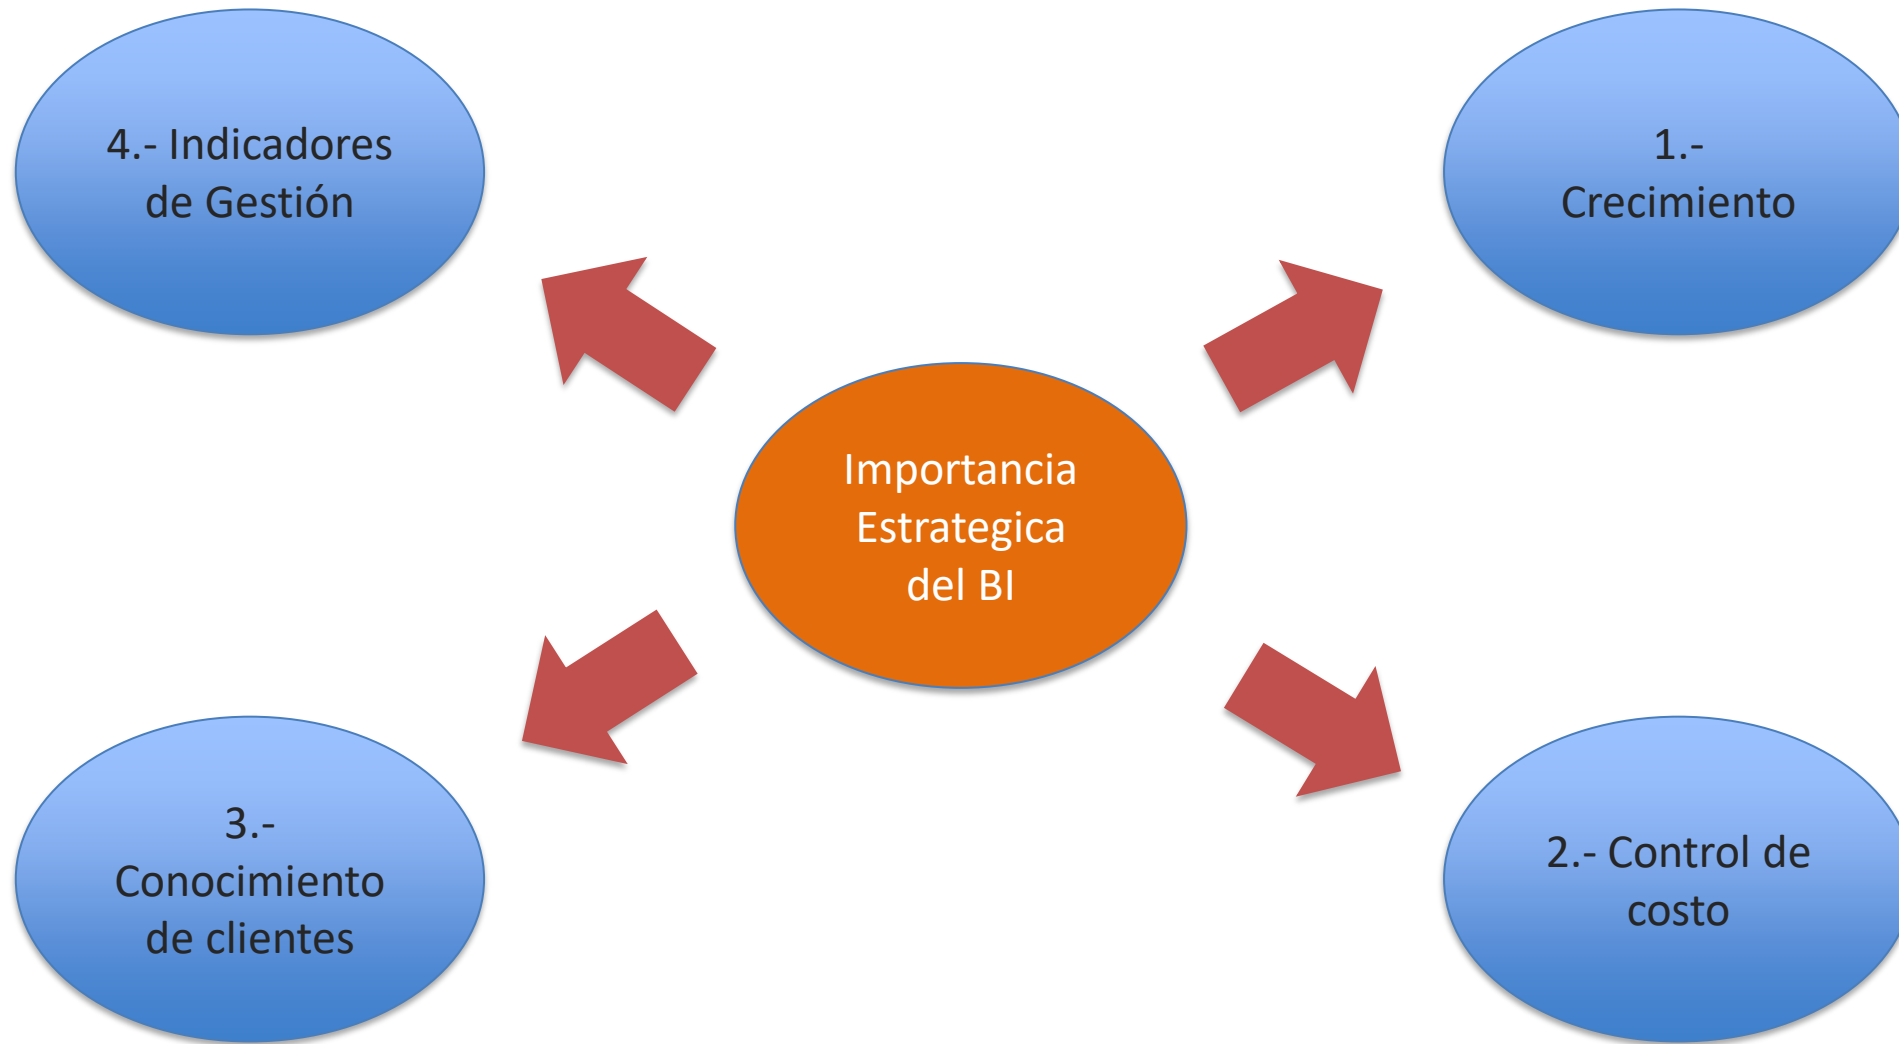 4.- Indicadores
de Gestión
1.-
Crecimiento
Importancia
Estrategica
del BI
3.-
Conocimiento
de clientes
2.- Control de
costo